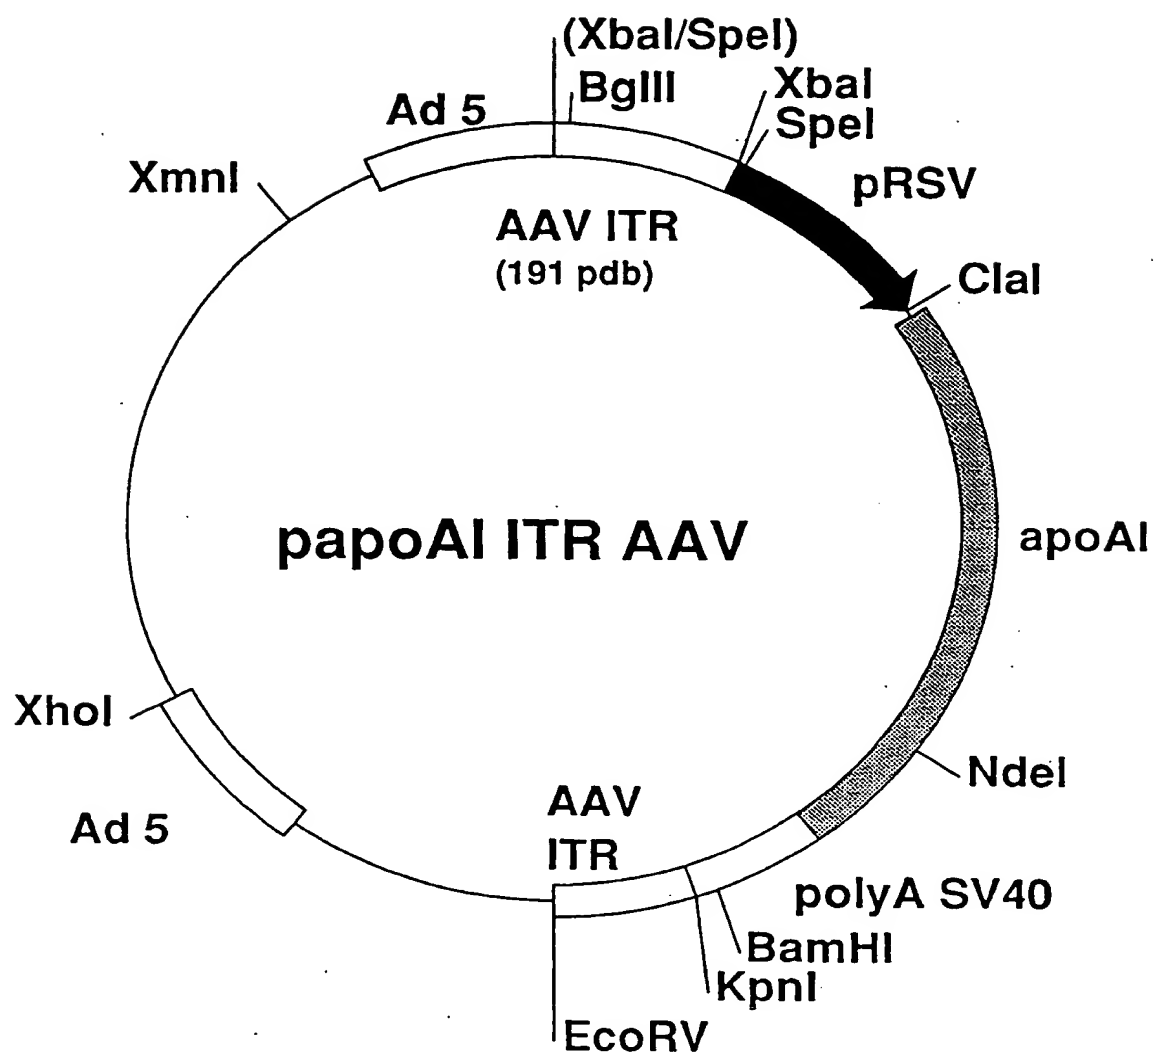 (XbaI/SpeI)
BglII
XbaI
SpeI
Ad 5
pRSV
XmnI
AAV ITR
(191 pdb)
ClaI
papoAI ITR AAV
apoAI
XhoI
NdeI
AAV
ITR
Ad 5
polyA SV40
BamHI
KpnI
EcoRV